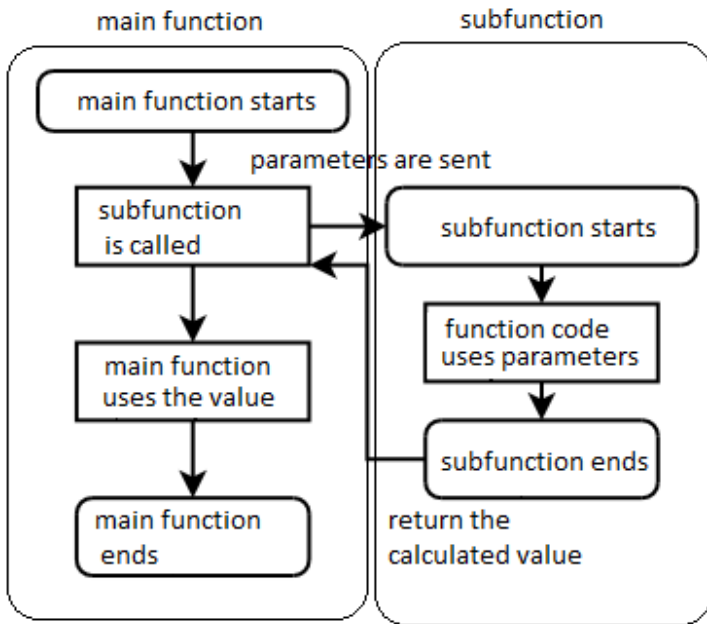 main function
subfunction
main function starts
parameters are sent
subfunction
is called
subfunction starts
function code
uses parameters
main function
uses the value
subfunction ends
main function
ends
return the
calculated value